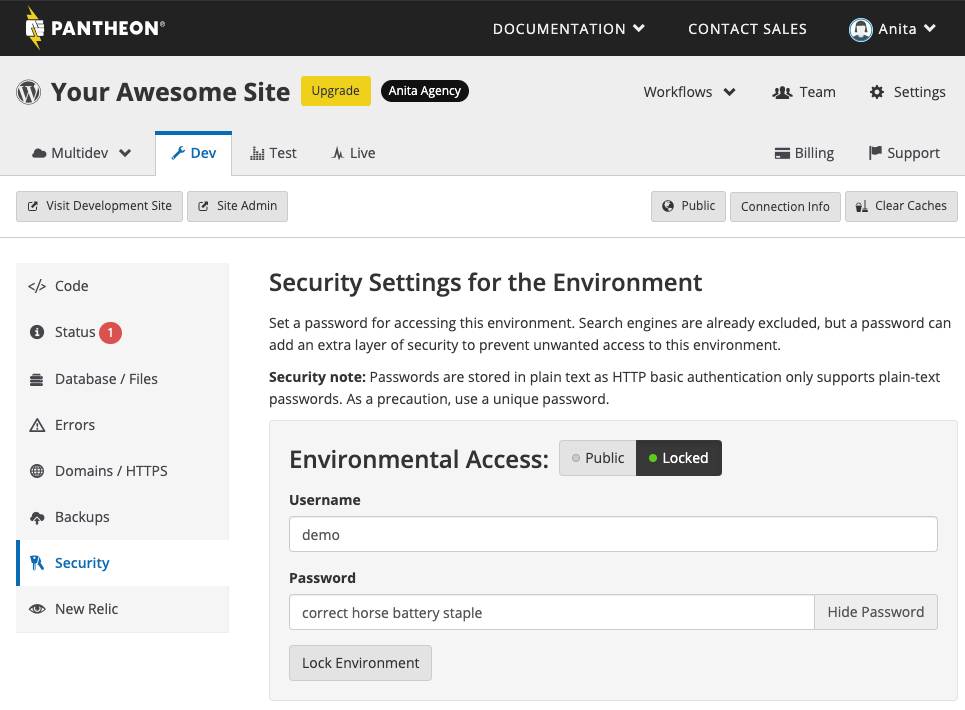 PANTHEON®
DOCUMENTATION
CONTACT SALES
Anita
Your Awesome Site
Upgrade
Anita Agency
Workflows
Team
Settings
Multidev
Dev
Test
Live
Billing
Support
Visit Development Site
Site Admin
Public
Connection Info
Clear Caches
</> Code
Status 1
Database / Files
Errors
Domains / HTTPS
Backups
Security
New Relic
Security Settings for the Environment
Set a password for accessing this environment. Search engines are already excluded, but a password can
add an extra layer of security to prevent unwanted access to this environment.
Security note: Passwords are stored in plain text as HTTP basic authentication only supports plain-text
passwords. As a precaution, use a unique password.
Environmental Access:
Public
Locked
Username
demo
Password
correct horse battery staple
Hide Password
Lock Environment